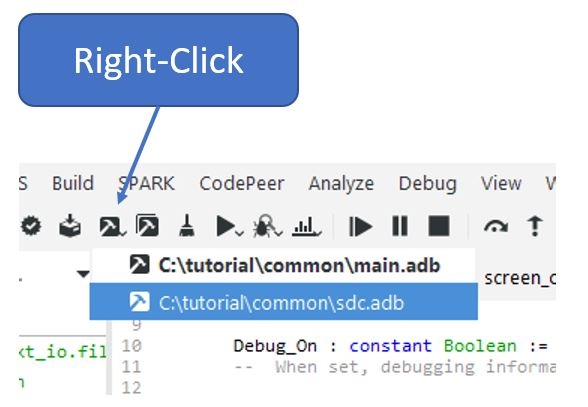 Right-Click
S Build SPARK CodePeer Analyze Debug View
C:\tutorial\common\main.adb
screen_
C:\tutorial\common\sdc.adb
9
xt_io.fil 10 Debug_On : constant Boolean :=
11 -- When set, debugging informa
12